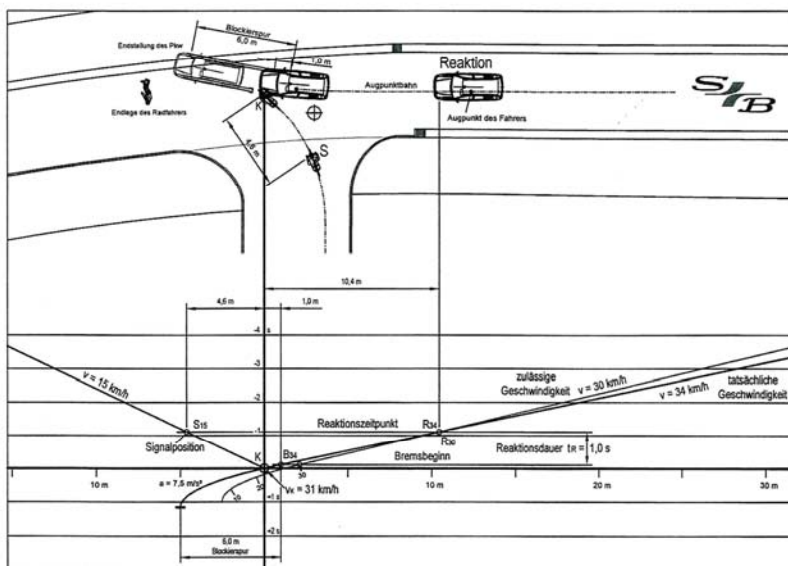 Blockierspur
6,0 m
Endstellung des Pkw
1,0 m
Reaktion
Augpunktbahn
S B
Endlage des Radfahrers
K
Augpunkt des Fahrers
4,6 m
S
10,4 m
4,6 m
1,0 m
-4 s
-3
zulässige
Geschwindigkeit
v = 30 km/h
tatsächliche
Geschwindigkeit
v = 34 km/h
v = 15 km/h
-2
S15
-1
Reaktionszeitpunkt
R34
Signalposition
R30
K
B34
Bremsbeginn
Reaktionsdauer tR = 1,0 s
10 m
a = 7,5 m/s²
vK = 31 km/h
10 m
20 m
30 m
+1 s
+2 s
6,0 m
Blockierspur